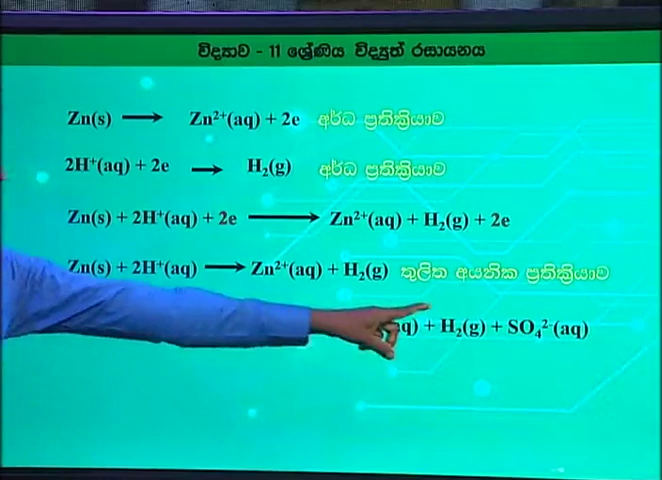 විද්‍යාව - 11 ශ්‍රේණිය විද්‍යුත් රසායනය
Zn(s) ⟶ Zn²⁺(aq) + 2e අර්ධ ප්‍රතික්‍රියාව
2H⁺(aq) + 2e ⟶ H₂(g) අර්ධ ප්‍රතික්‍රියාව
Zn(s) + 2H⁺(aq) + 2e ⟶ Zn²⁺(aq) + H₂(g) + 2e
Zn(s) + 2H⁺(aq) ⟶ Zn²⁺(aq) + H₂(g) තුලිත අයනික ප්‍රතික්‍රියාව
+ H₂(g) + SO₄²⁻(aq)